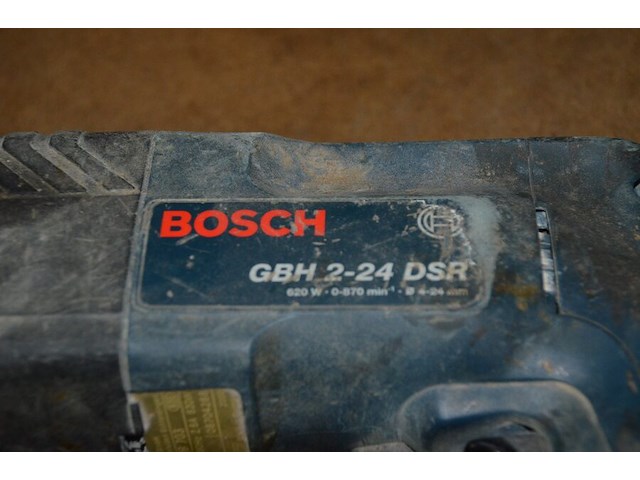 BOSCH
GBH 2-24 DSR
620 W · 0-870 min⁻¹ · Ø 4-24 mm